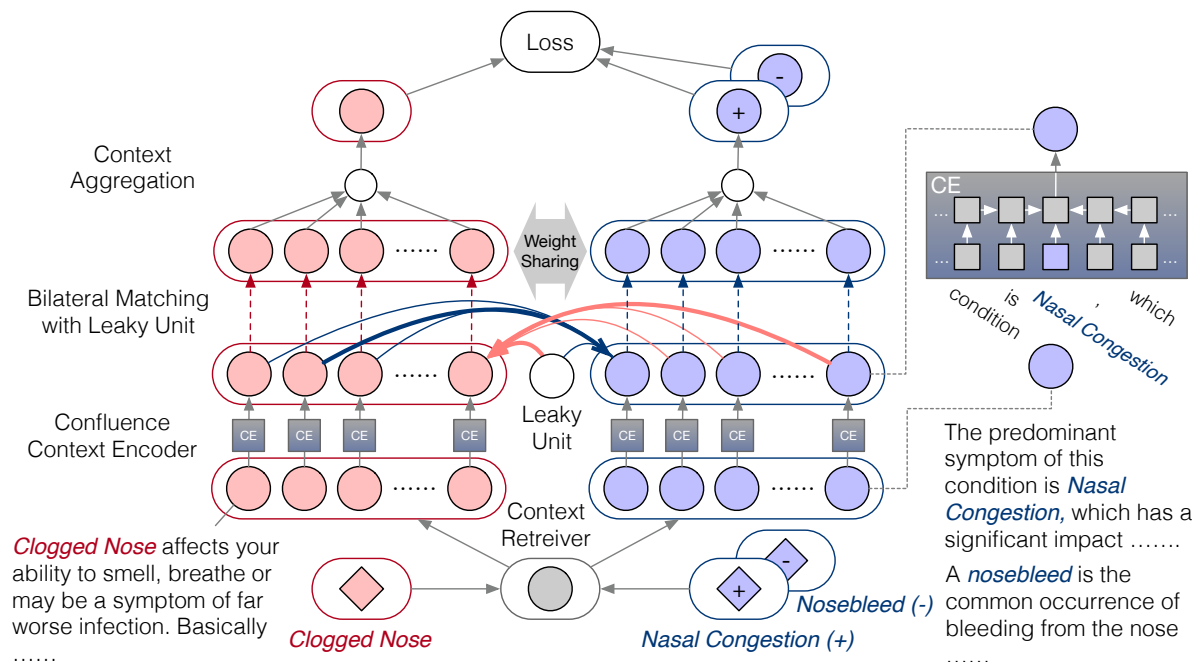 Loss
-
+
Context
Aggregation
CE
...
...
Weight
Sharing
......
......
...
...
condition
is
Nasal Congestion
,
which
Bilateral Matching
with Leaky Unit
......
......
Leaky
Unit
Confluence
Context Encoder
CE
CE
CE
CE
CE
CE
CE
CE
......
......
Context
Retreiver
The predominant
symptom of this
condition is Nasal
Congestion, which has a
significant impact .......
A nosebleed is the
common occurrence of
bleeding from the nose
......
Clogged Nose affects your
ability to smell, breathe or
may be a symptom of far
worse infection. Basically
......
-
+
Nosebleed (-)
Clogged Nose
Nasal Congestion (+)